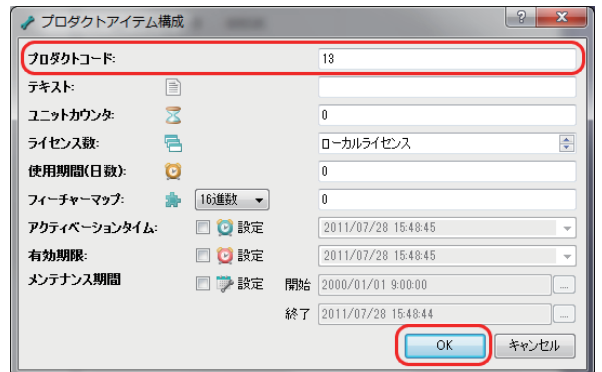 プロダクトアイテム構成
プロダクトコード: 13
テキスト:
ユニットカウンタ: 0
ライセンス数: ローカルライセンス
使用期間(日数): 0
フィーチャーマップ: 16進数 0
アクティベーションタイム: 設定 2011/07/28 15:48:45
有効期限: 設定 2011/07/28 15:48:45
メンテナンス期間 設定 開始 2000/01/01 9:00:00 ...
終了 2011/07/28 15:48:44 ...
OK キャンセル